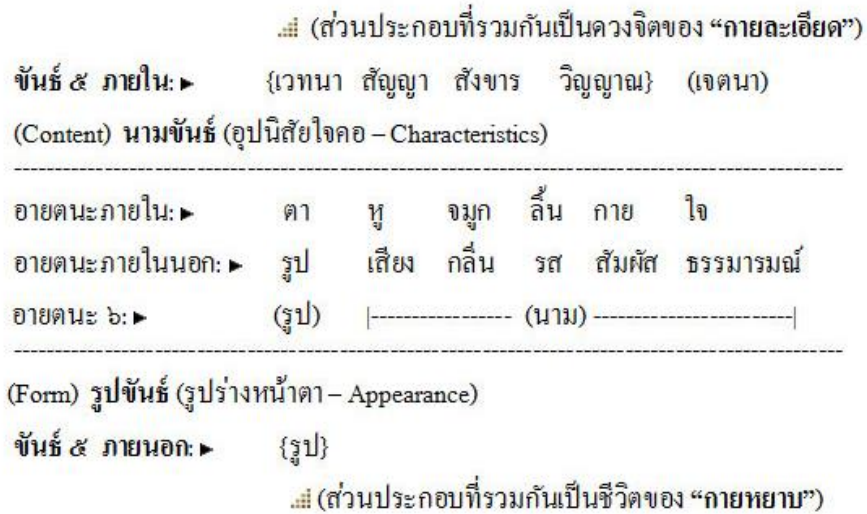 (ส่วนประกอบที่รวมกันเป็นดวงจิตของ “กายละเอียด”)
ขันธ์ ๕ ภายใน: ► {เวทนา สัญญา สังขาร วิญญาณ} (เจตนา)
(Content) นามขันธ์ (อุปนิสัยใจคอ – Characteristics)
อายตนะภายใน: ► ตา หู จมูก ลิ้น กาย ใจ
อายตนะภายในนอก: ► รูป เสียง กลิ่น รส สัมผัส ธรรมารมณ์
อายตนะ ๖: ► (รูป) |----------------- (นาม) ------------------------|
(Form) รูปขันธ์ (รูปร่างหน้าตา – Appearance)
ขันธ์ ๕ ภายนอก: ► {รูป}
(ส่วนประกอบที่รวมกันเป็นชีวิตของ “กายหยาบ”)